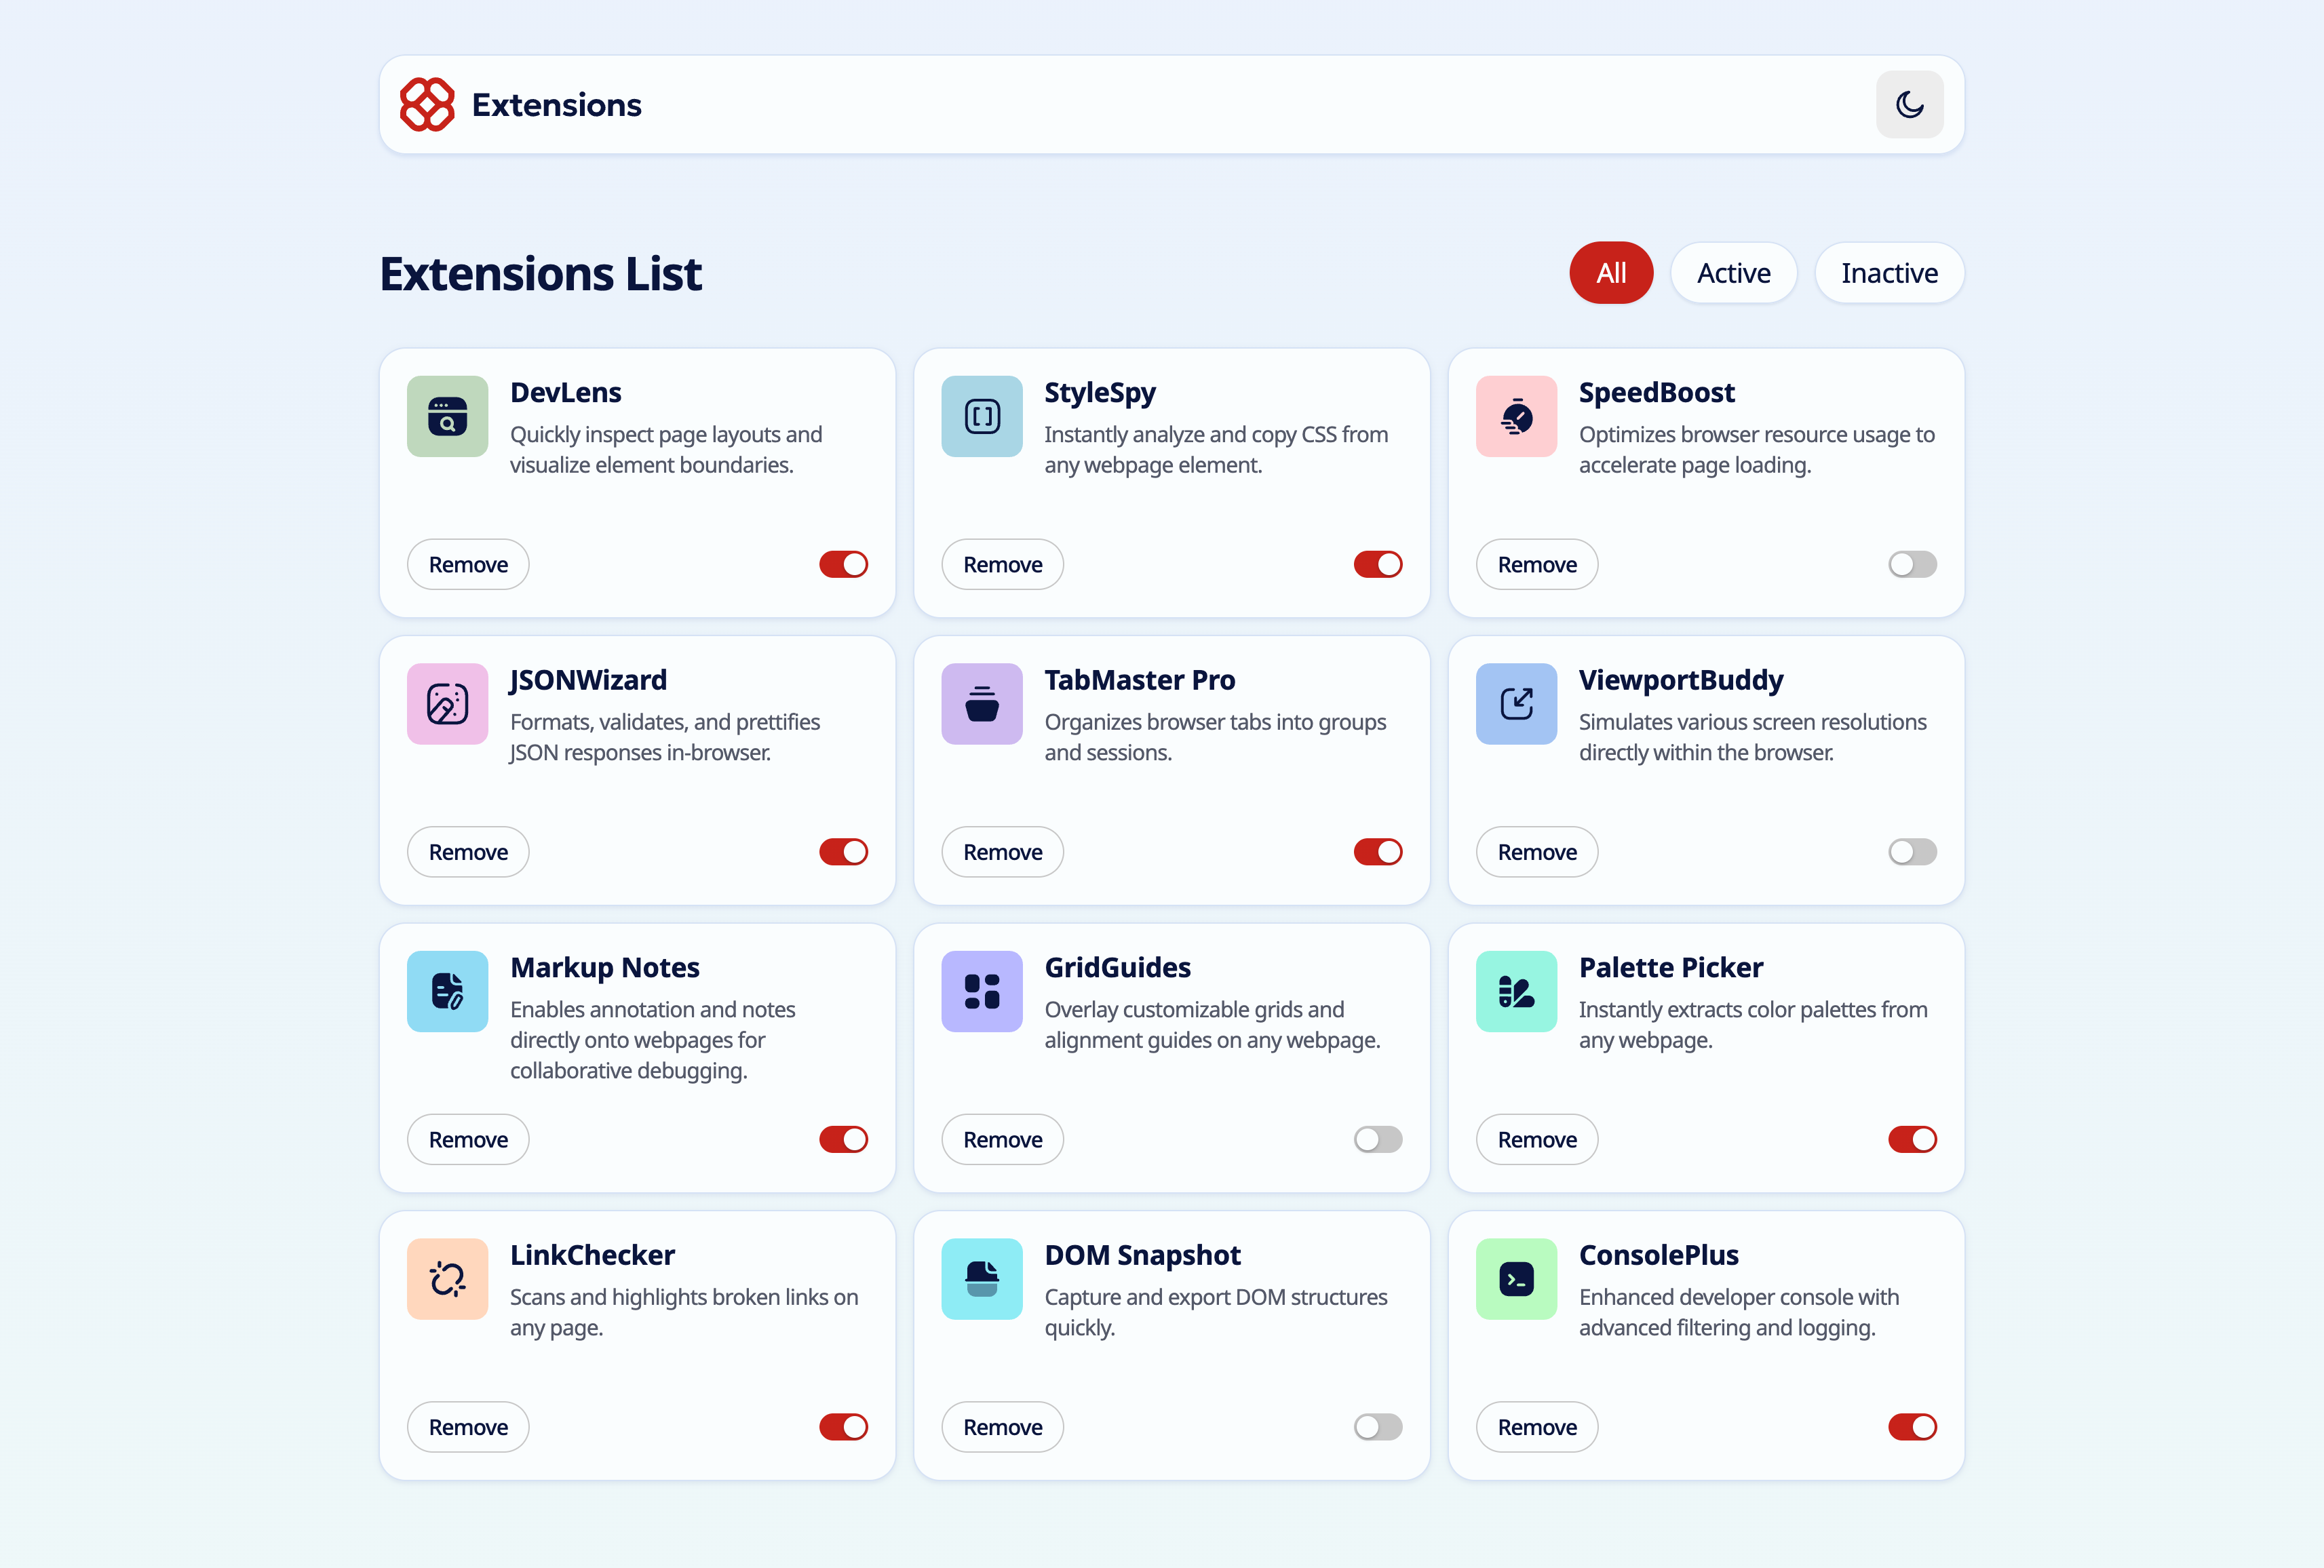 Extensions
Extensions List
All
Active
Inactive
DevLens
Quickly inspect page layouts and
visualize element boundaries.
Remove
StyleSpy
Instantly analyze and copy CSS from
any webpage element.
Remove
SpeedBoost
Optimizes browser resource usage to
accelerate page loading.
Remove
JSONWizard
Formats, validates, and prettifies
JSON responses in-browser.
Remove
TabMaster Pro
Organizes browser tabs into groups
and sessions.
Remove
ViewportBuddy
Simulates various screen resolutions
directly within the browser.
Remove
Markup Notes
Enables annotation and notes
directly onto webpages for
collaborative debugging.
Remove
GridGuides
Overlay customizable grids and
alignment guides on any webpage.
Remove
Palette Picker
Instantly extracts color palettes from
any webpage.
Remove
LinkChecker
Scans and highlights broken links on
any page.
Remove
DOM Snapshot
Capture and export DOM structures
quickly.
Remove
ConsolePlus
Enhanced developer console with
advanced filtering and logging.
Remove